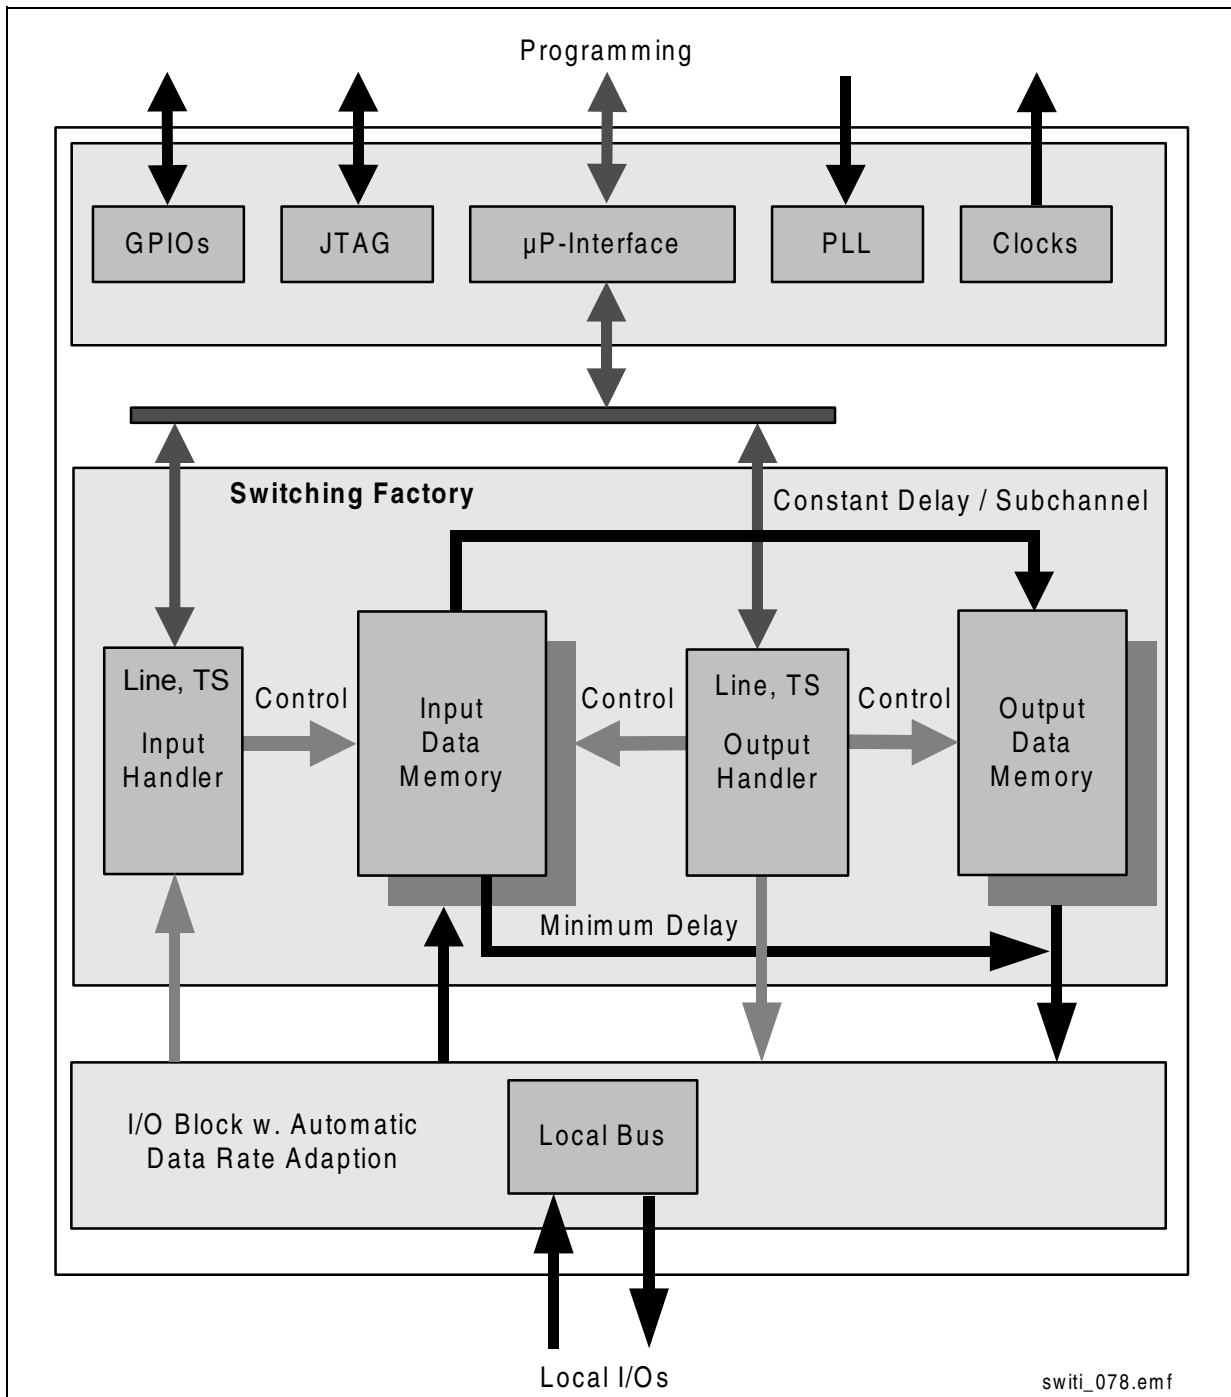 Programming
GPIOs
JTAG
µP-Interface
PLL
Clocks
Switching Factory
Constant Delay / Subchannel
Line, TS
Input
Handler
Control
Input
Data
Memory
Control
Line, TS
Output
Handler
Control
Output
Data
Memory
Minimum Delay
I/O Block w. Automatic
Data Rate Adaption
Local Bus
Local I/Os
switi_078.emf